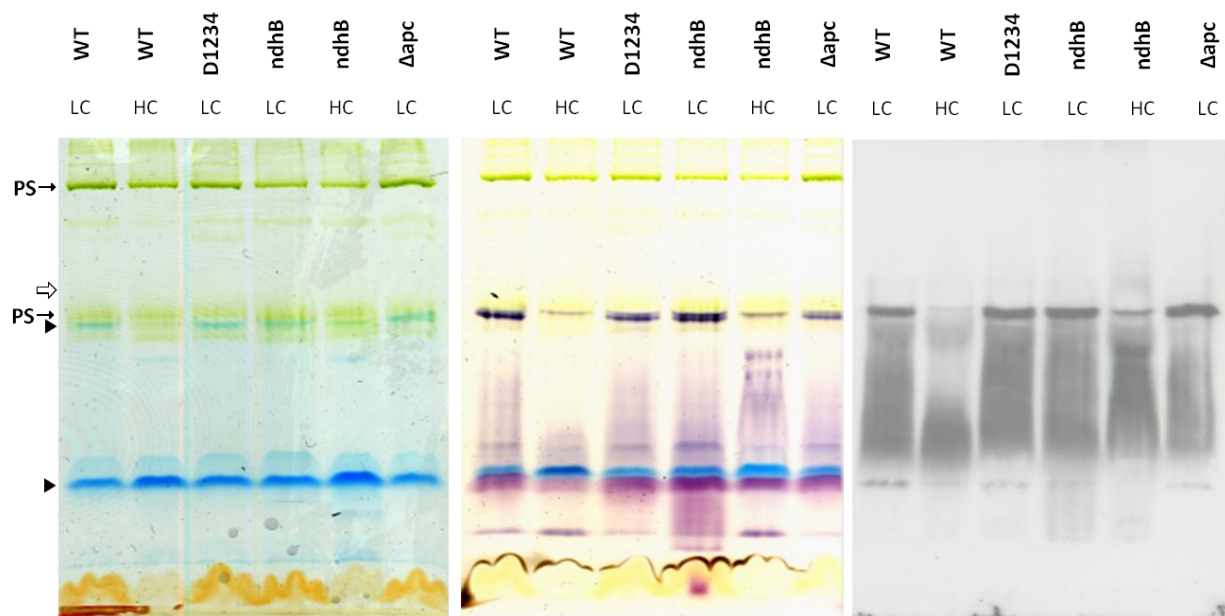 WT WT D1234 ndhB ndhB Δapc WT WT D1234 ndhB ndhB Δapc WT WT D1234 ndhB ndhB Δapc
LC HC LC LC HC LC LC HC LC LC HC LC LC HC LC LC HC LC
PS
PS